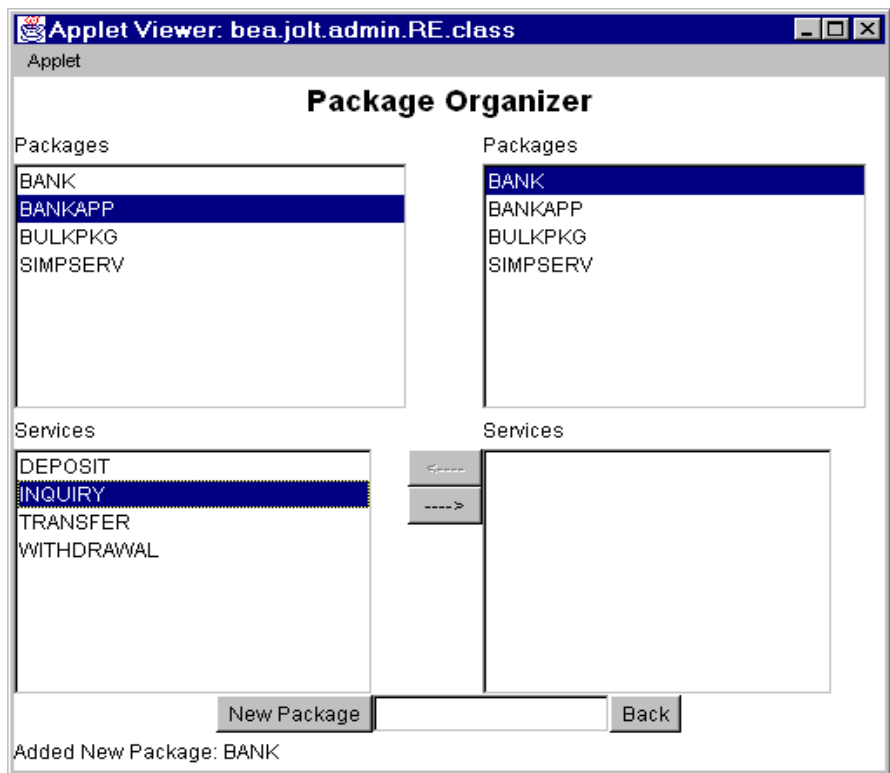 Applet Viewer: bea.jolt.admin.RE.class
Applet
Package Organizer
Packages
BANK
BANKAPP
BULKPKG
SIMPSERV
Packages
BANK
BANKAPP
BULKPKG
SIMPSERV
Services
DEPOSIT
INQUIRY
TRANSFER
WITHDRAWAL
<----
---->
Services
New Package
Back
Added New Package: BANK